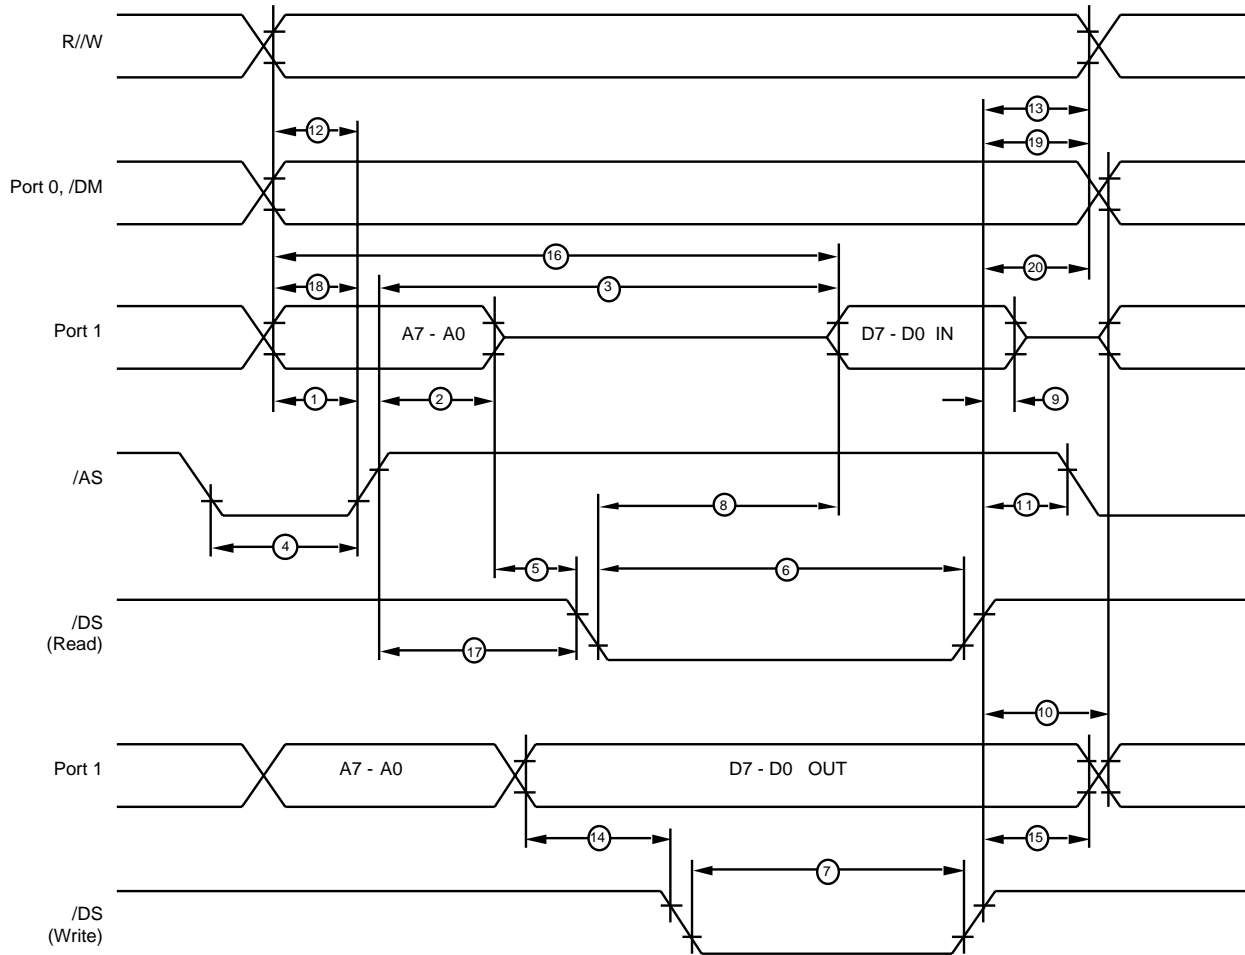 R//W
13
12
19
Port 0, /DM
16
20
18
3
Port 1
A7 - A0
D7 - D0 IN
1
2
9
/AS
8
11
4
5
6
/DS
(Read)
17
10
Port 1
A7 - A0
D7 - D0 OUT
14
15
7
/DS
(Write)